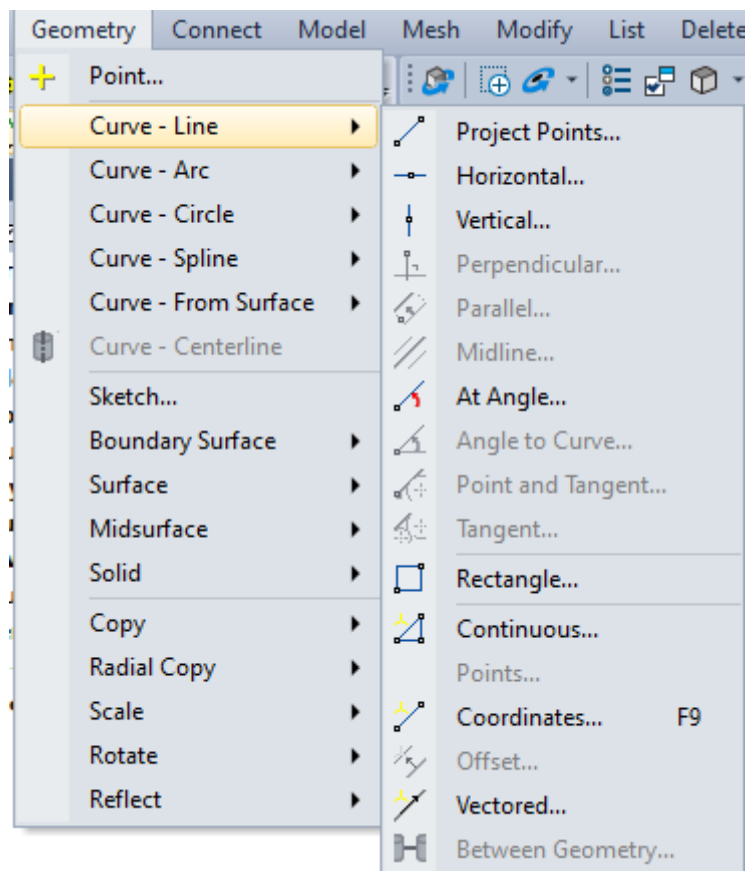 Geometry Connect Model Mesh Modify List Delete
Point...
Curve - Line
Curve - Arc
Curve - Circle
Curve - Spline
Curve - From Surface
Curve - Centerline
Sketch...
Boundary Surface
Surface
Midsurface
Solid
Copy
Radial Copy
Scale
Rotate
Reflect
Project Points...
Horizontal...
Vertical...
Perpendicular...
Parallel...
Midline...
At Angle...
Angle to Curve...
Point and Tangent...
Tangent...
Rectangle...
Continuous...
Points...
Coordinates... F9
Offset...
Vectored...
Between Geometry...